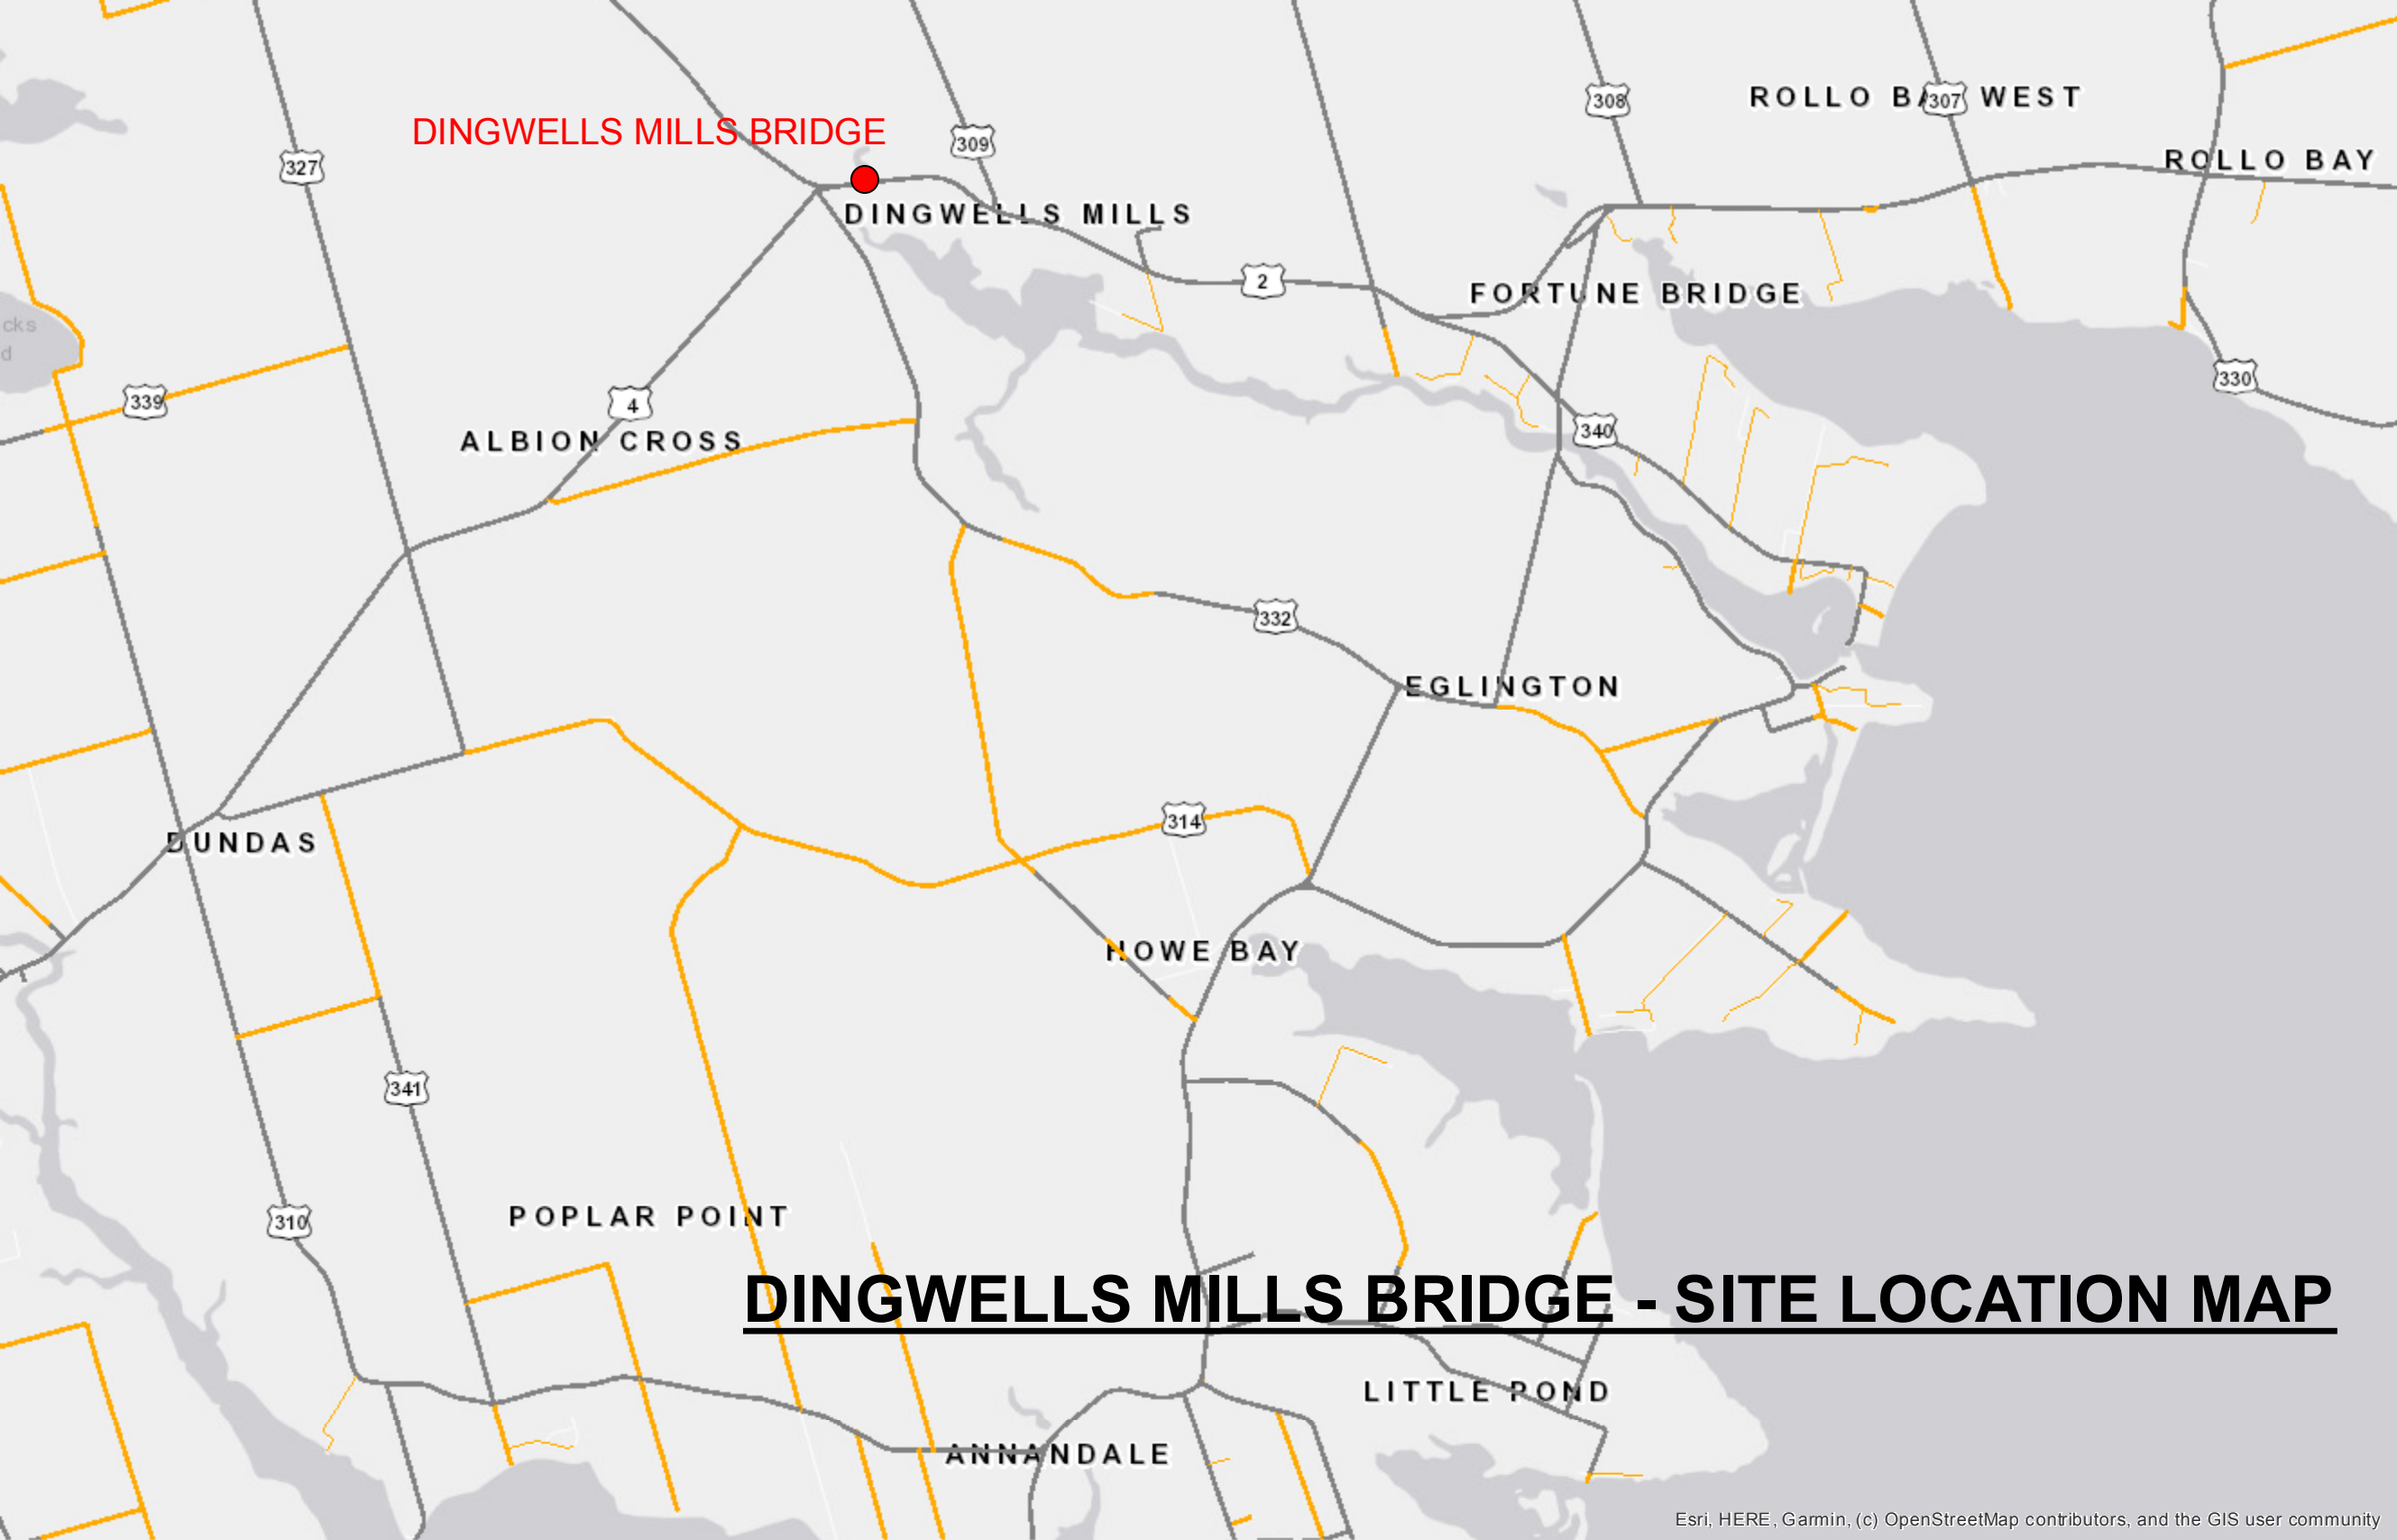 308
ROLLO BAY WEST
307
DINGWELLS MILLS BRIDGE
309
327
ROLLO BAY
DINGWELLS MILLS
2
FORTUNE BRIDGE
cks
d
330
339
4
ALBION CROSS
340
332
EGLINGTON
314
DUNDAS
HOWE BAY
341
310
POPLAR POINT
DINGWELLS MILLS BRIDGE - SITE LOCATION MAP
LITTLE POND
ANNANDALE
Esri, HERE, Garmin, (c) OpenStreetMap contributors, and the GIS user community